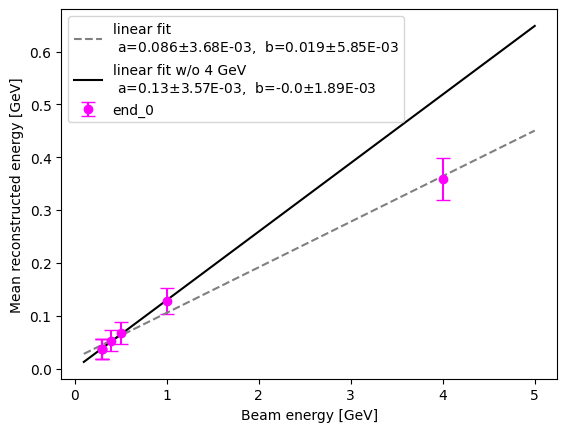 linear fit
a=0.086±3.68E-03,  b=0.019±5.85E-03
linear fit w/o 4 GeV
a=0.13±3.57E-03,  b=-0.0±1.89E-03
end_0
Mean reconstructed energy [GeV]
0.6
0.5
0.4
0.3
0.2
0.1
0.0
0 1 2 3 4 5
Beam energy [GeV]